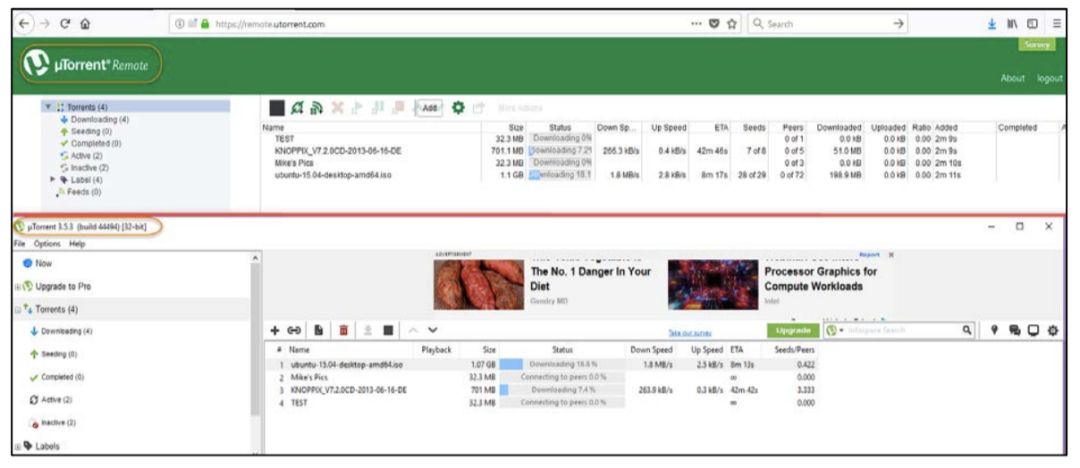 https://remote.utorrent.com
Search
µTorrent® Remote
Survey
About logout
Torrents (4)
Downloading (4)
Seeding (0)
Completed (0)
Active (2)
Inactive (2)
Label (4)
Feeds (0)
Add More Actions
Name Size Status Down Sp... Up Speed ETA Seeds Peers Downloaded Uploaded Ratio Added Completed
TEST 32.3 MB Downloading 0% 0 of 1 0.0 kB 0.0 kB 0.00 2m 9s
KNOPPIX_V7.2.0CD-2013-06-16-DE 701.1 MB Downloading 7.2% 266.3 kB/s 0.4 kB/s 42m 46s 7 of 8 0 of 5 51.0 MB 0.0 kB 0.00 2m 9s
Mike's Pics 32.3 MB Downloading 0% 0 of 3 0.0 kB 0.0 kB 0.00 2m 10s
ubuntu-15.04-desktop-amd64.iso 1.1 GB Downloading 18.1 1.8 MB/s 2.8 kB/s 8m 17s 28 of 29 0 of 72 198.9 MB 0.0 kB 0.00 2m 11s
µTorrent 3.5.3 (build 44494) [32-bit]
File Options Help
Now
Upgrade to Pro
Torrents (4)
Downloading (4)
Seeding (0)
Completed (0)
Active (2)
Inactive (2)
Labels
ADVERTISEMENT
The No. 1 Danger In Your
Diet
Gundry MD
Report X
Processor Graphics for
Compute Workloads
Intel
Take our survey
Upgrade
Infospace Search
# Name Playback Size Status Down Speed Up Speed ETA Seeds/Peers
1 ubuntu-15.04-desktop-amd64.iso 1.07 GB Downloading 18.8 % 1.8 MB/s 2.5 kB/s 8m 13s 0.422
2 Mike's Pics 32.3 MB Connecting to peers 0.0 % ∞ 0.000
3 KNOPPIX_V7.2.0CD-2013-06-16-DE 701 MB Downloading 7.4 % 263.9 kB/s 0.3 kB/s 42m 42s 3.333
4 TEST 32.3 MB Connecting to peers 0.0 % ∞ 0.000